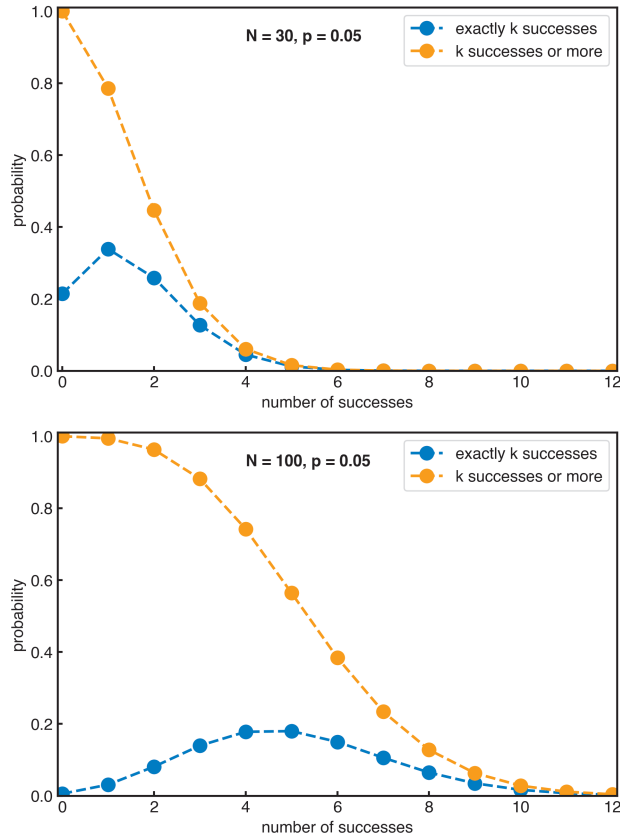 1.0
0.8
0.6
0.4
0.2
0.0
probability
N = 30, p = 0.05
exactly k successes
k successes or more
0 2 4 6 8 10 12
number of successes
1.0
0.8
0.6
0.4
0.2
0.0
probability
N = 100, p = 0.05
exactly k successes
k successes or more
0 2 4 6 8 10 12
number of successes